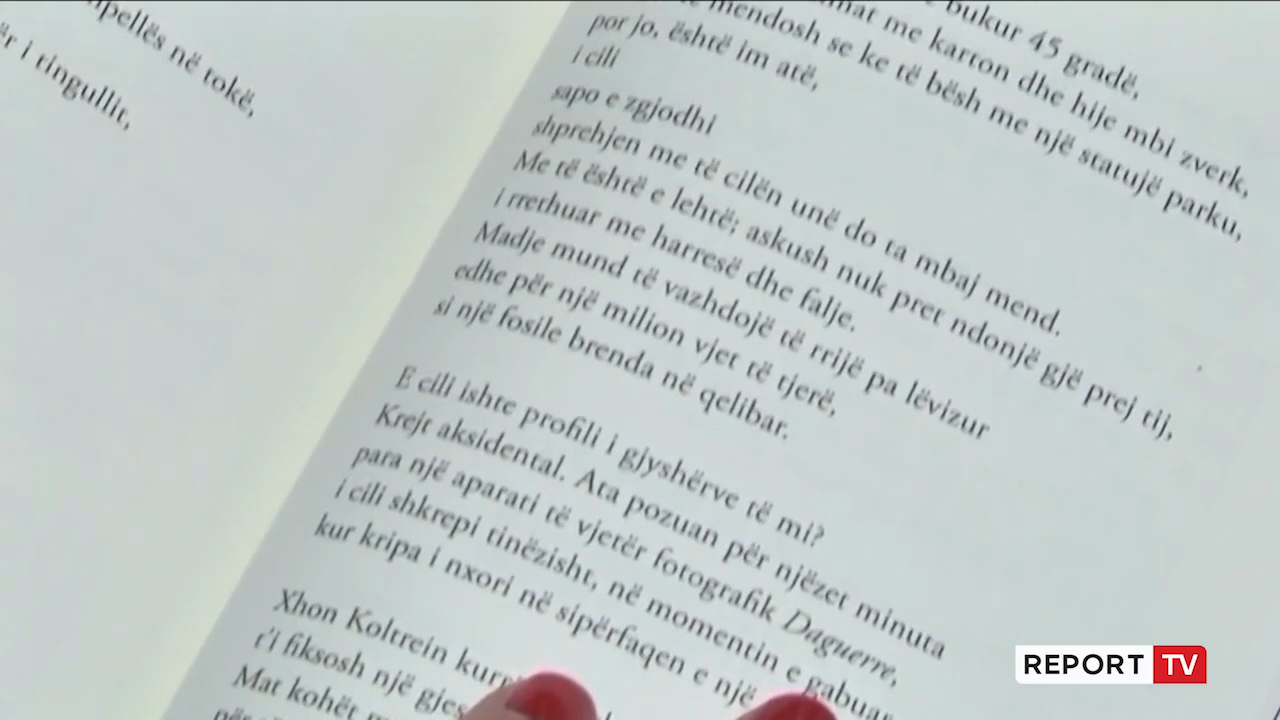 në tokë,
i tingullit,
bukur 45 gradë,
me karton dhe hije mbi zverk,
mendosh se ke të bësh me një statujë parku,
por jo, është im atë,
i cili
sapo e zgjodhi
shprehjen me të cilën unë do ta mbaj mend.
Me të është e lehtë; askush nuk pret ndonjë gjë prej tij,
i rrethuar me harresë dhe falje.
Madje mund të vazhdojë të rrijë pa lëvizur
edhe për një milion vjet të tjerë,
si një fosile brenda në qelibar.
E cili ishte profili i gjyshërve të mi?
Krejt aksidental. Ata pozuan për njëzet minuta
para një aparati të vjetër fotografik Daguerre,
i cili shkrepi tinëzisht, në momentin e gabuar
kur kripa i nxori në sipërfaqen e një
Xhon Koltrein
t'i fiksosh një
Mat kohët
REPORT TV